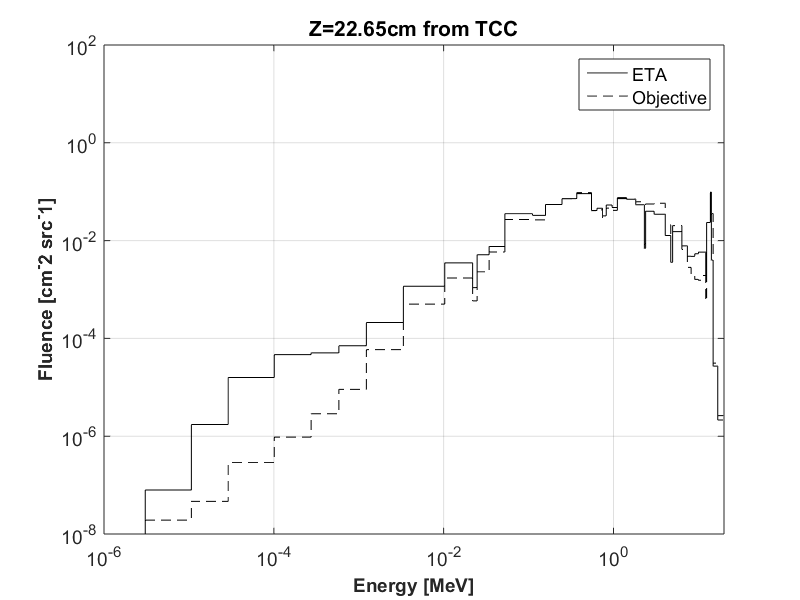 Z=22.65cm from TCC
10^2
10^0
10^-2
10^-4
10^-6
10^-8
Fluence [cm^-2 src^-1]
ETA
Objective
10^-6
10^-4
10^-2
10^0
Energy [MeV]